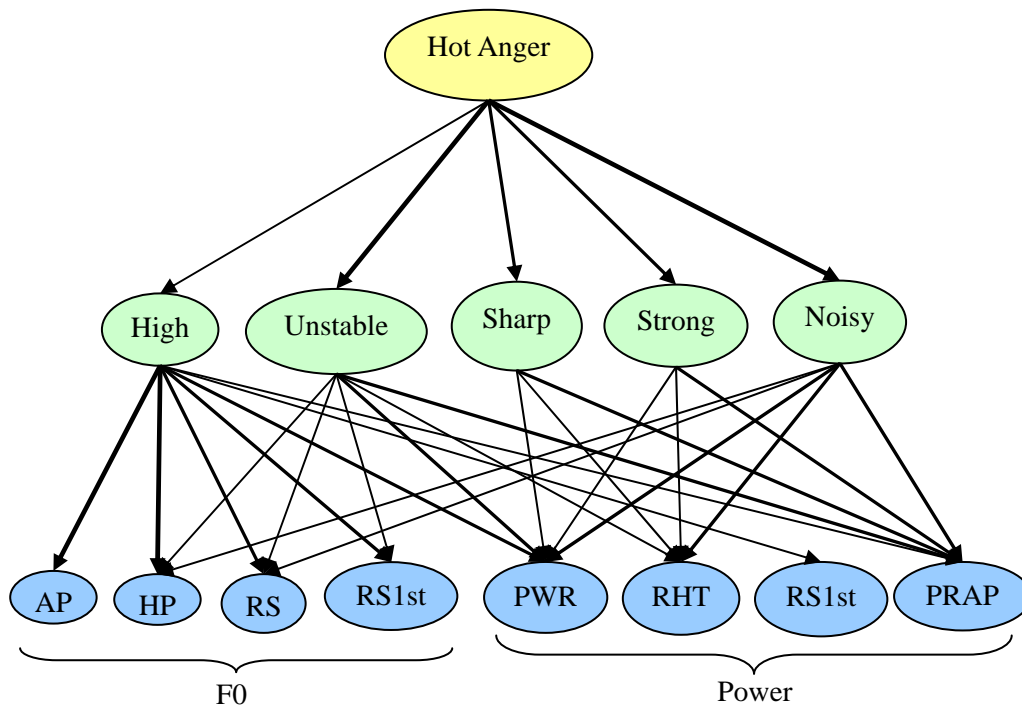 Hot Anger
High
Unstable
Sharp
Strong
Noisy
AP
HP
RS
RS1st
PWR
RHT
RS1st
PRAP
F0
Power